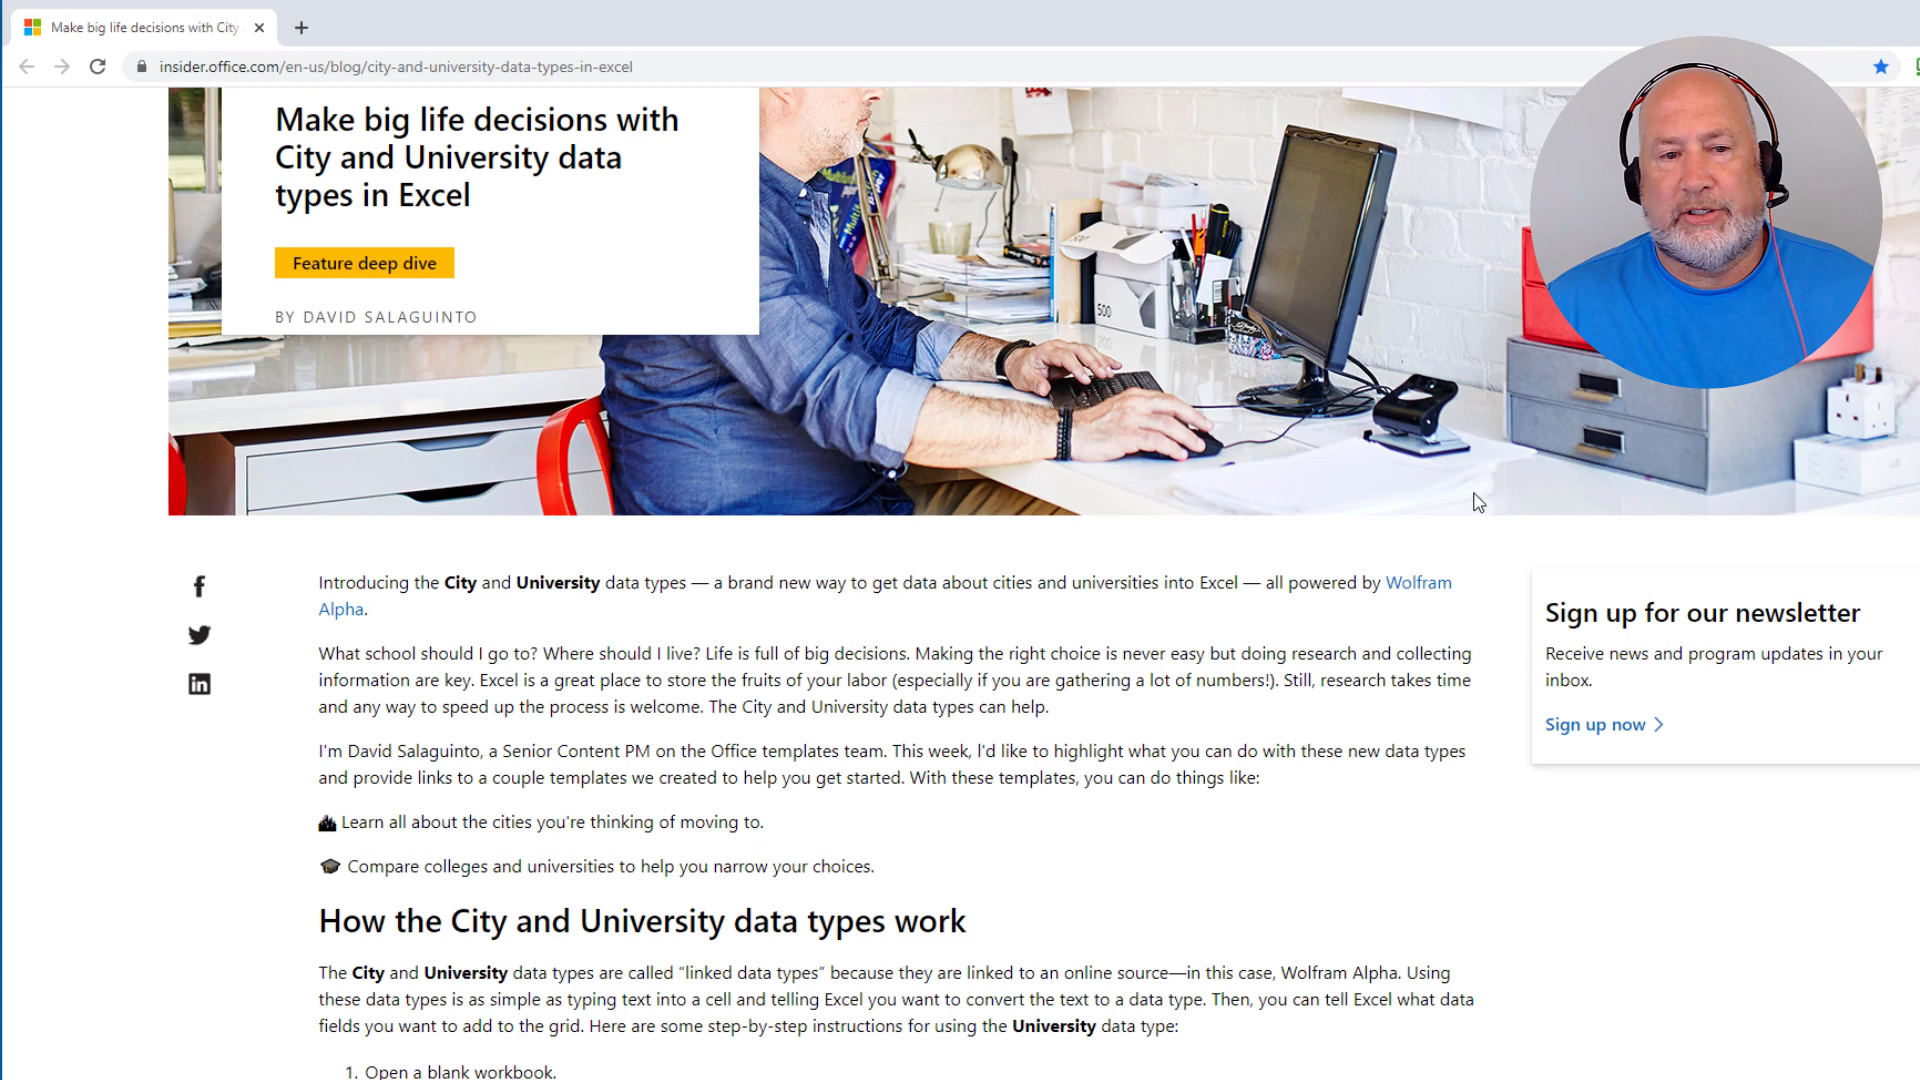 Make big life decisions with City
insider.office.com/en-us/blog/city-and-university-data-types-in-excel
Make big life decisions with
City and University data
types in Excel
Feature deep dive
BY DAVID SALAGUINTO
500
Introducing the City and University data types — a brand new way to get data about cities and universities into Excel — all powered by Wolfram
Alpha.
What school should I go to? Where should I live? Life is full of big decisions. Making the right choice is never easy but doing research and collecting
information are key. Excel is a great place to store the fruits of your labor (especially if you are gathering a lot of numbers!). Still, research takes time
and any way to speed up the process is welcome. The City and University data types can help.
I'm David Salaguinto, a Senior Content PM on the Office templates team. This week, I'd like to highlight what you can do with these new data types
and provide links to a couple templates we created to help you get started. With these templates, you can do things like:
Learn all about the cities you're thinking of moving to.
Compare colleges and universities to help you narrow your choices.
How the City and University data types work
The City and University data types are called “linked data types” because they are linked to an online source—in this case, Wolfram Alpha. Using
these data types is as simple as typing text into a cell and telling Excel you want to convert the text to a data type. Then, you can tell Excel what data
fields you want to add to the grid. Here are some step-by-step instructions for using the University data type:
1. Open a blank workbook.
Sign up for our newsletter
Receive news and program updates in your
inbox.
Sign up now